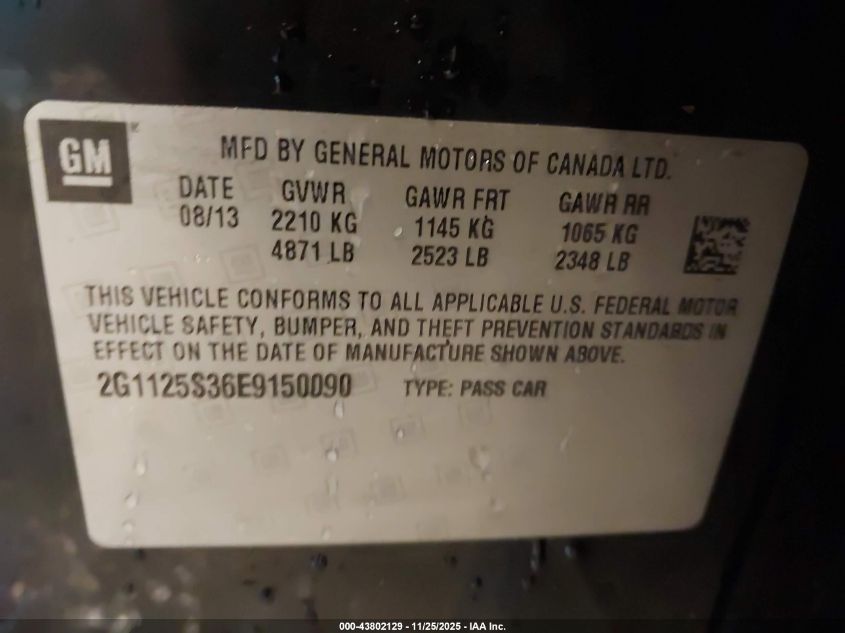 GM
MFD BY GENERAL MOTORS OF CANADA LTD.
DATE GVWR GAWR FRT GAWR RR
08/13 2210 KG 1145 KG 1065 KG
4871 LB 2523 LB 2348 LB
THIS VEHICLE CONFORMS TO ALL APPLICABLE U.S. FEDERAL MOTOR
VEHICLE SAFETY, BUMPER, AND THEFT PREVENTION STANDARDS IN
EFFECT ON THE DATE OF MANUFACTURE SHOWN ABOVE.
2G1125S36E9150090 TYPE: PASS CAR
000-43802129 - 11/25/2025 - IAA Inc.